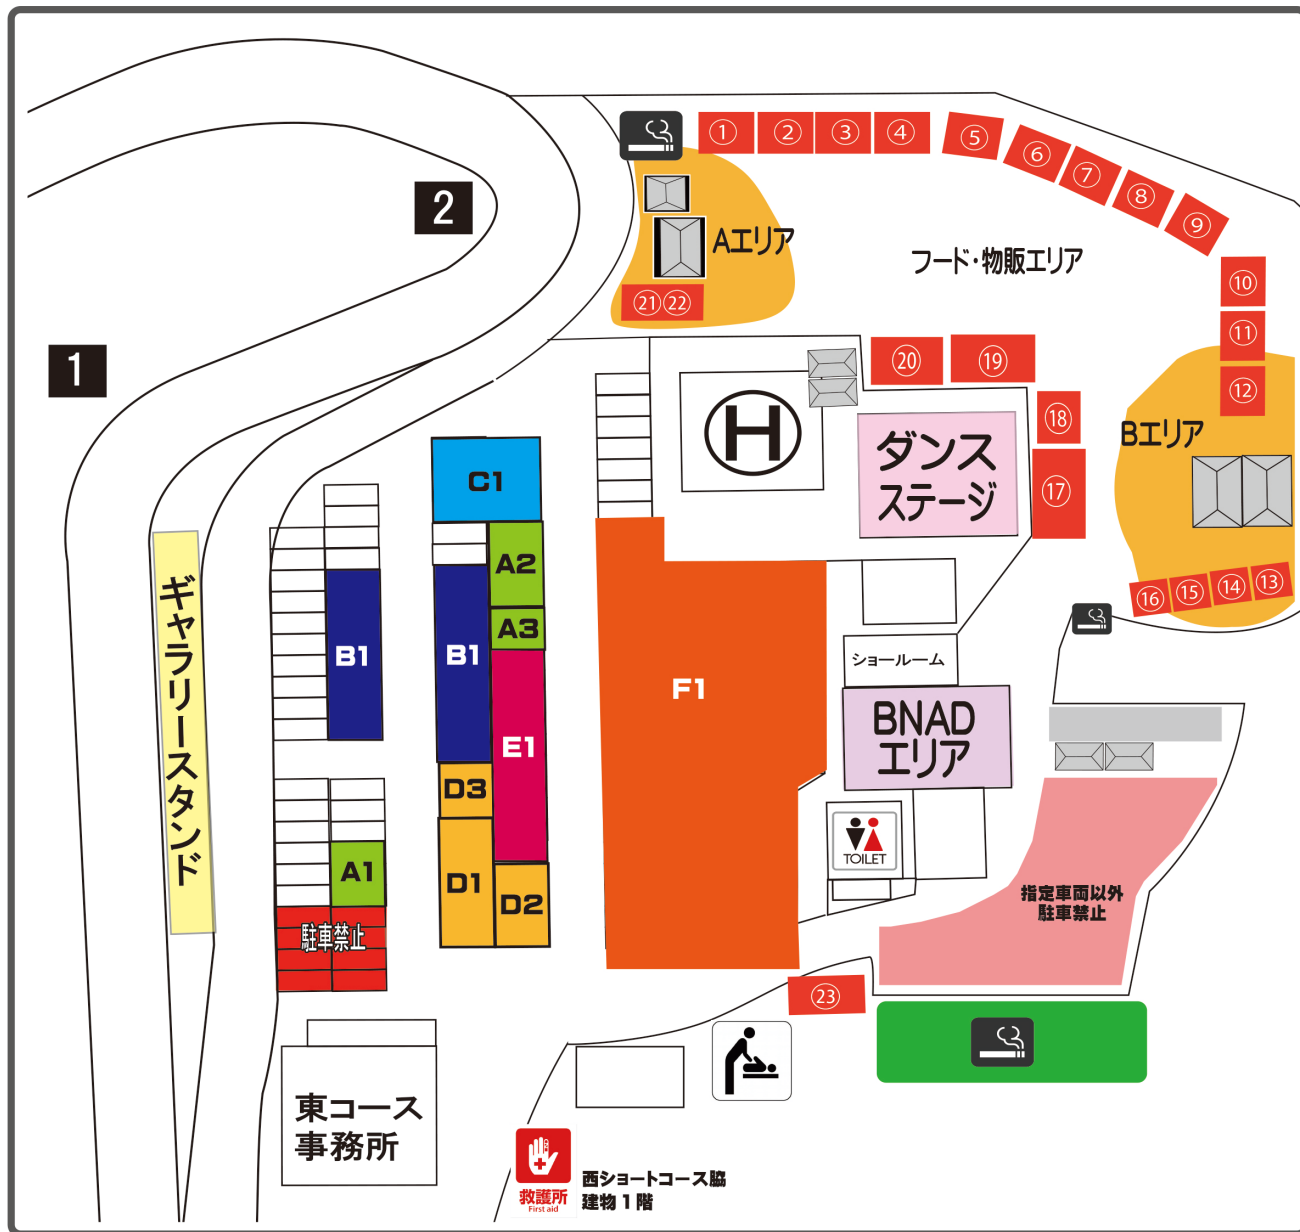 ①
②
③
④
⑤
⑥
⑦
⑧
⑨
2
Aエリア
フード・物販エリア
⑩
㉑㉒
⑪
1
⑳
⑲
⑫
H
⑱
Bエリア
ダンス
ステージ
C1
⑰
A2
ギャラリースタンド
⑯
⑮
⑭
⑬
A3
B1
B1
ショールーム
F1
E1
BNAD
エリア
D3
TOILET
A1
D1
D2
指定車両以外
駐車禁止
駐車禁止
㉓
東コース
事務所
救護所
First aid
西ショートコース脇
建物1階